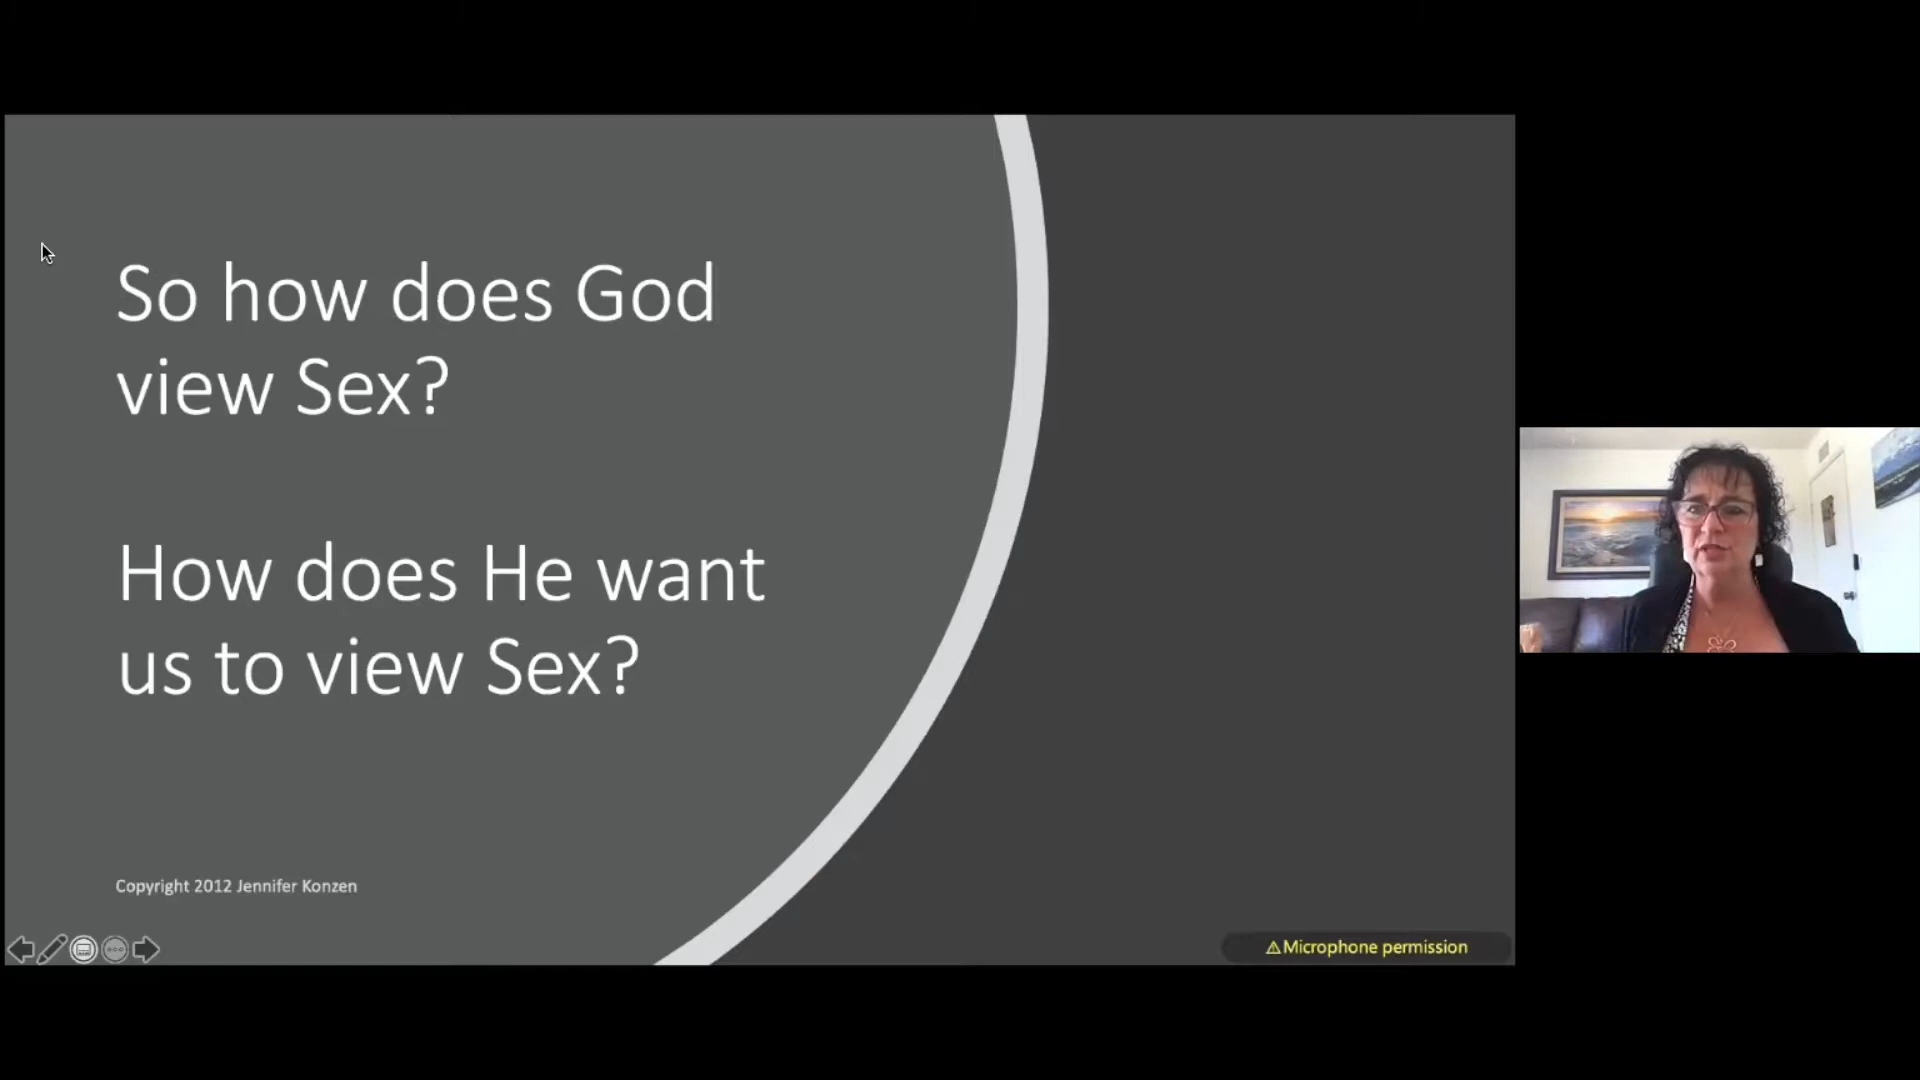 So how does God
view Sex?
How does He want
us to view Sex?
Copyright 2012 Jennifer Konzen
⚠Microphone permission